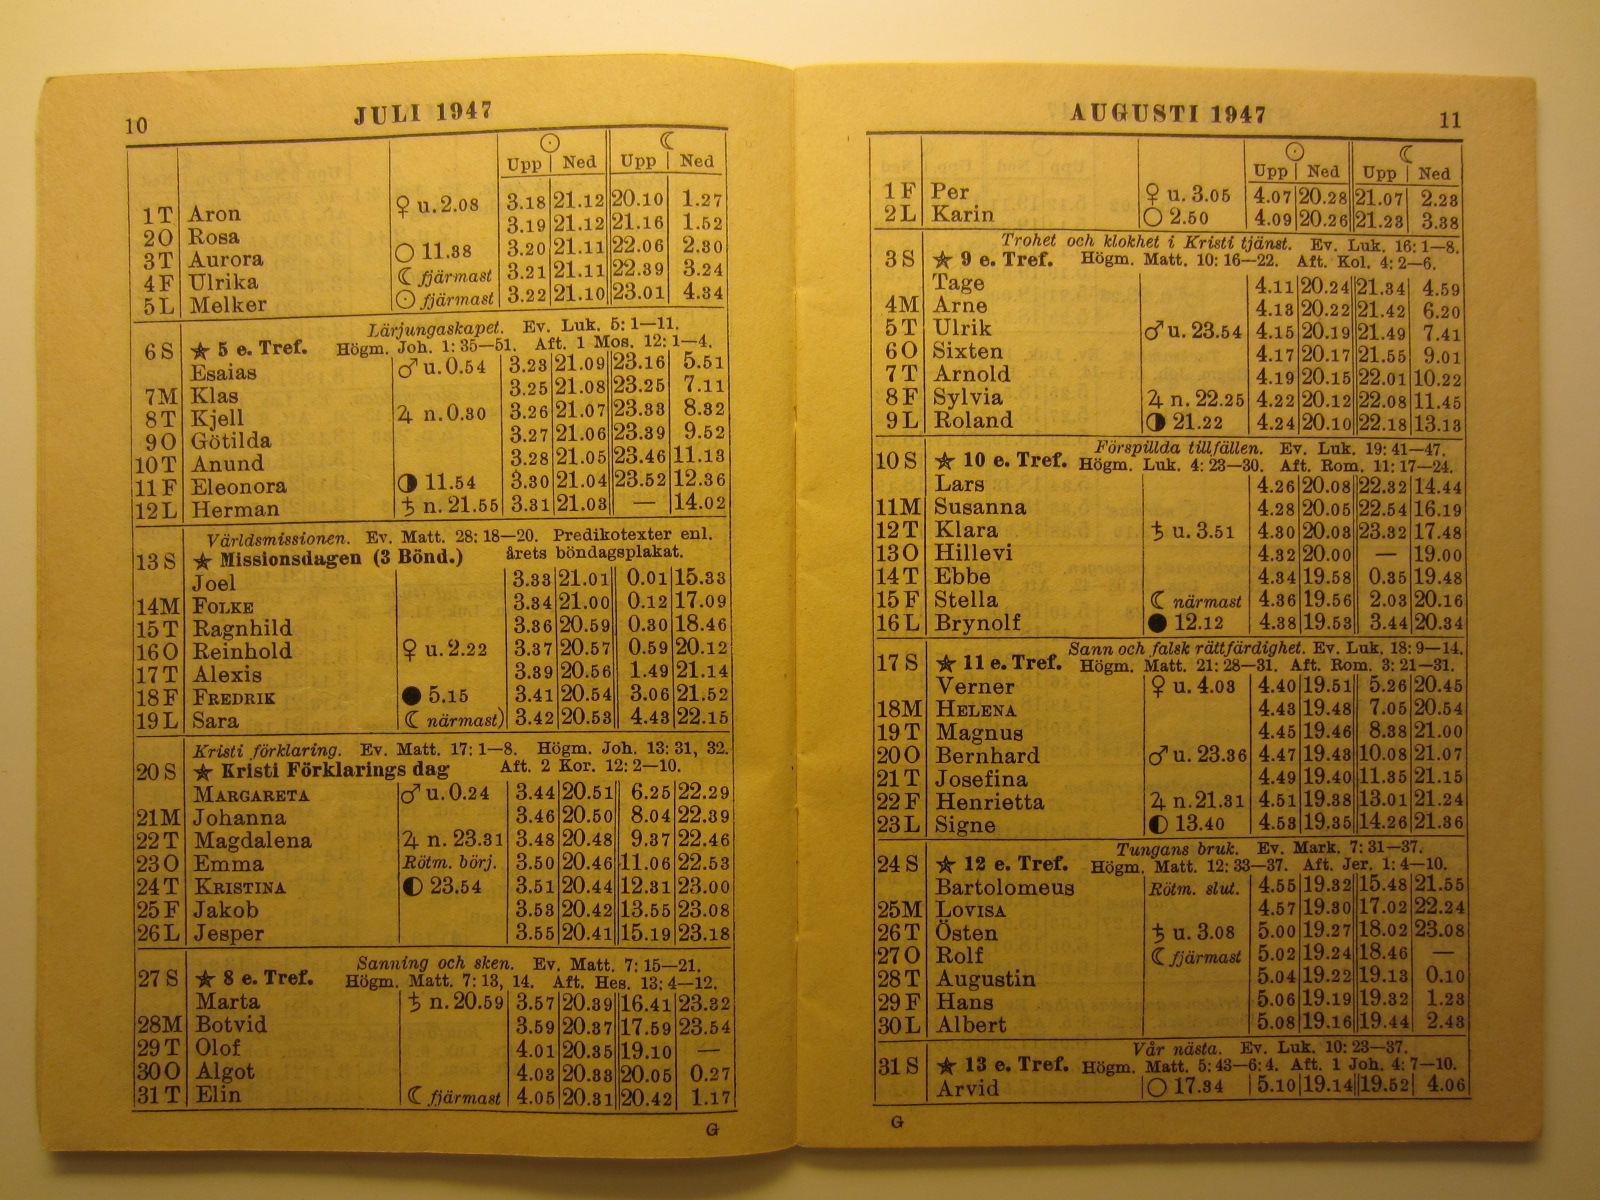 10 JULI 1947
☉ ☾
Upp Ned Upp Ned
1 T Aron ♀ u. 2.08 3.18 21.12 20.10 1.27
2 O Rosa 3.19 21.12 21.16 1.52
3 T Aurora ○ 11.38 3.20 21.11 22.06 2.30
4 F Ulrika ☾ fjärmast 3.21 21.11 22.39 3.24
5 L Melker ☉ fjärmast 3.22 21.10 23.01 4.34
Lärjungaskapet. Ev. Luk. 5: 1—11.
6 S ★ 5 e. Tref. Högm. Joh. 1: 35—51. Aft. 1 Mos. 12: 1—4.
Esaias ♂ u. 0.54 3.23 21.09 23.16 5.51
7 M Klas 3.25 21.08 23.25 7.11
8 T Kjell ♃ n. 0.30 3.26 21.07 23.33 8.32
9 O Götilda 3.27 21.06 23.39 9.52
10 T Anund 3.28 21.05 23.46 11.13
11 F Eleonora ◑ 11.54 3.30 21.04 23.52 12.36
12 L Herman ♄ n. 21.55 3.31 21.03 — 14.02
Världsmissionen. Ev. Matt. 28: 18—20. Predikotexter enl.
13 S ★ Missionsdagen (3 Bönd.) årets böndagsplakat.
Joel 3.33 21.01 0.01 15.33
14 M FOLKE 3.34 21.00 0.12 17.09
15 T Ragnhild 3.36 20.59 0.30 18.46
16 O Reinhold ♀ u. 2.22 3.37 20.57 0.59 20.12
17 T Alexis 3.39 20.56 1.49 21.14
18 F FREDRIK ● 5.15 3.41 20.54 3.06 21.52
19 L Sara ☾ närmast) 3.42 20.53 4.43 22.15
Kristi förklaring. Ev. Matt. 17: 1—8. Högm. Joh. 13: 31, 32.
20 S ★ Kristi Förklarings dag Aft. 2 Kor. 12: 2—10.
MARGARETA ♂ u. 0.24 3.44 20.51 6.25 22.29
21 M Johanna 3.46 20.50 8.04 22.39
22 T Magdalena ♃ n. 23.31 3.48 20.48 9.37 22.46
23 O Emma Rötm. börj. 3.50 20.46 11.06 22.53
24 T KRISTINA ◐ 23.54 3.51 20.44 12.31 23.00
25 F Jakob 3.53 20.42 13.55 23.08
26 L Jesper 3.55 20.41 15.19 23.18
Sanning och sken. Ev. Matt. 7: 15—21.
27 S ★ 8 e. Tref. Högm. Matt. 7: 13, 14. Aft. Hes. 13: 4—12.
Marta ♄ n. 20.59 3.57 20.39 16.41 23.32
28 M Botvid 3.59 20.37 17.59 23.54
29 T Olof 4.01 20.35 19.10 —
30 O Algot 4.03 20.33 20.05 0.27
31 T Elin ☾ fjärmast 4.05 20.31 20.42 1.17
G
AUGUSTI 1947 11
☉ ☾
Upp Ned Upp Ned
1 F Per ♀ u. 3.05 4.07 20.28 21.07 2.23
2 L Karin ○ 2.50 4.09 20.26 21.23 3.38
Trohet och klokhet i Kristi tjänst. Ev. Luk. 16: 1—8.
3 S ★ 9 e. Tref. Högm. Matt. 10: 16—22. Aft. Kol. 4: 2—6.
Tage 4.11 20.24 21.34 4.59
4 M Arne 4.13 20.22 21.42 6.20
5 T Ulrik ♂ u. 23.54 4.15 20.19 21.49 7.41
6 O Sixten 4.17 20.17 21.55 9.01
7 T Arnold 4.19 20.15 22.01 10.22
8 F Sylvia ♃ n. 22.25 4.22 20.12 22.08 11.45
9 L Roland ◑ 21.22 4.24 20.10 22.18 13.13
Förspillda tillfällen. Ev. Luk. 19: 41—47.
10 S ★ 10 e. Tref. Högm. Luk. 4: 23—30. Aft. Rom. 11: 17—24.
Lars 4.26 20.08 22.32 14.44
11 M Susanna 4.28 20.05 22.54 16.19
12 T Klara ♄ u. 3.51 4.30 20.03 23.32 17.48
13 O Hillevi 4.32 20.00 — 19.00
14 T Ebbe 4.34 19.58 0.35 19.48
15 F Stella ☾ närmast 4.36 19.56 2.03 20.16
16 L Brynolf ● 12.12 4.38 19.53 3.44 20.34
Sann och falsk rättfärdighet. Ev. Luk. 18: 9—14.
17 S ★ 11 e. Tref. Högm. Matt. 21: 28—31. Aft. Rom. 3: 21—31.
Verner ♀ u. 4.03 4.40 19.51 5.26 20.45
18 M HELENA 4.43 19.48 7.05 20.54
19 T Magnus 4.45 19.46 8.38 21.00
20 O Bernhard ♂ u. 23.36 4.47 19.43 10.08 21.07
21 T Josefina 4.49 19.40 11.35 21.15
22 F Henrietta ♃ n. 21.31 4.51 19.38 13.01 21.24
23 L Signe ◐ 13.40 4.53 19.35 14.26 21.36
Tungans bruk. Ev. Mark. 7: 31—37.
24 S ★ 12 e. Tref. Högm. Matt. 12: 33—37. Aft. Jer. 1: 4—10.
Bartolomeus Rötm. slut. 4.55 19.32 15.48 21.55
25 M LOVISA 4.57 19.30 17.02 22.24
26 T Östen ♄ u. 3.08 5.00 19.27 18.02 23.08
27 O Rolf ☾ fjärmast 5.02 19.24 18.46 —
28 T Augustin 5.04 19.22 19.13 0.10
29 F Hans 5.06 19.19 19.32 1.23
30 L Albert 5.08 19.16 19.44 2.43
Vår nästa. Ev. Luk. 10: 23—37.
31 S ★ 13 e. Tref. Högm. Matt. 5: 43—6: 4. Aft. 1 Joh. 4: 7—10.
Arvid ○ 17.34 5.10 19.14 19.52 4.06
G